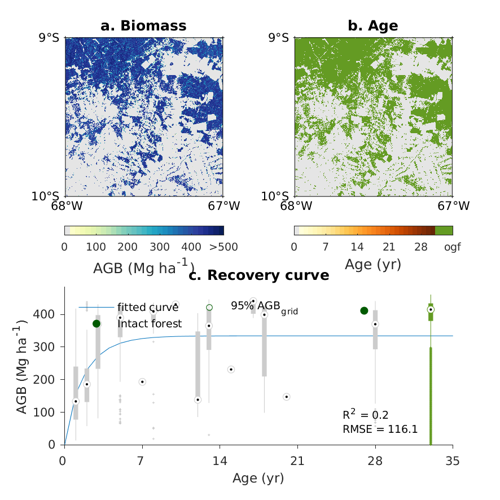 a. Biomass
b. Age
9°S
9°S
10°S
10°S
68°W
67°W
68°W
67°W
0 100 200 300 400 >500
0 7 14 21 28 ogf
AGB (Mg ha⁻¹)
Age (yr)
c. Recovery curve
fitted curve
95% AGB_grid
Intact forest
400
300
200
100
0
AGB (Mg ha⁻¹)
R² = 0.2
RMSE = 116.1
0 7 14 21 28 35
Age (yr)